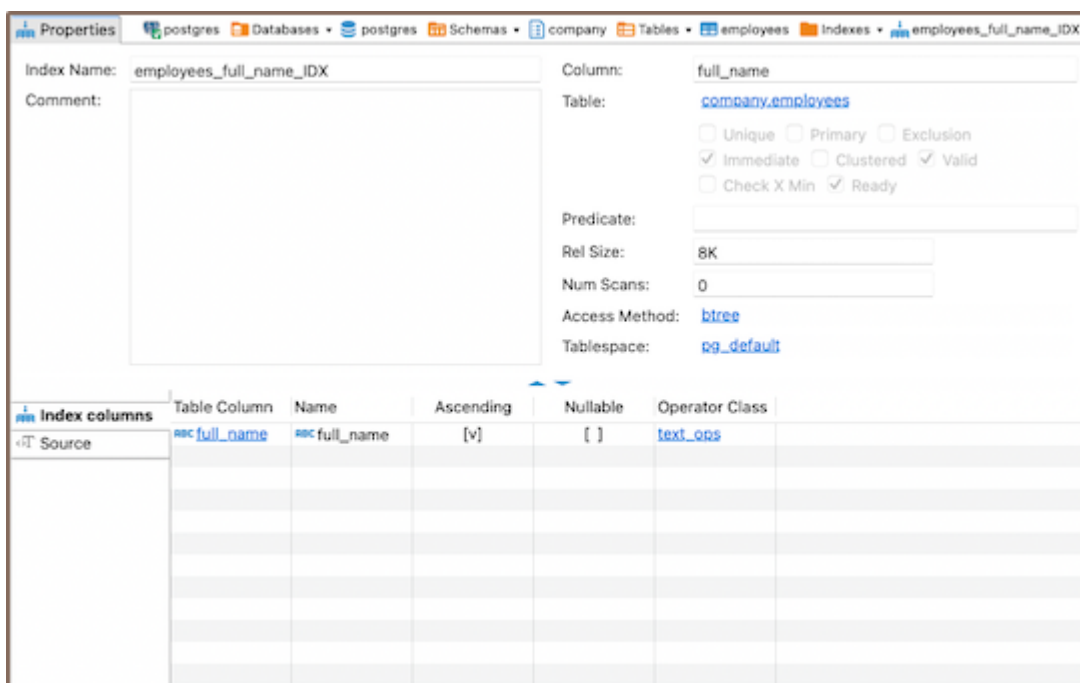 Properties postgres Databases postgres Schemas company Tables employees Indexes employees_full_name_IDX
Index Name: employees_full_name_IDX
Comment:
Column: full_name
Table: company.employees
Unique Primary Exclusion
Immediate Clustered Valid
Check X Min Ready
Predicate:
Rel Size: 8K
Num Scans: 0
Access Method: btree
Tablespace: pg_default
Index columns
Source
Table Column Name Ascending Nullable Operator Class
ABC full_name ABC full_name [v] [ ] text_ops